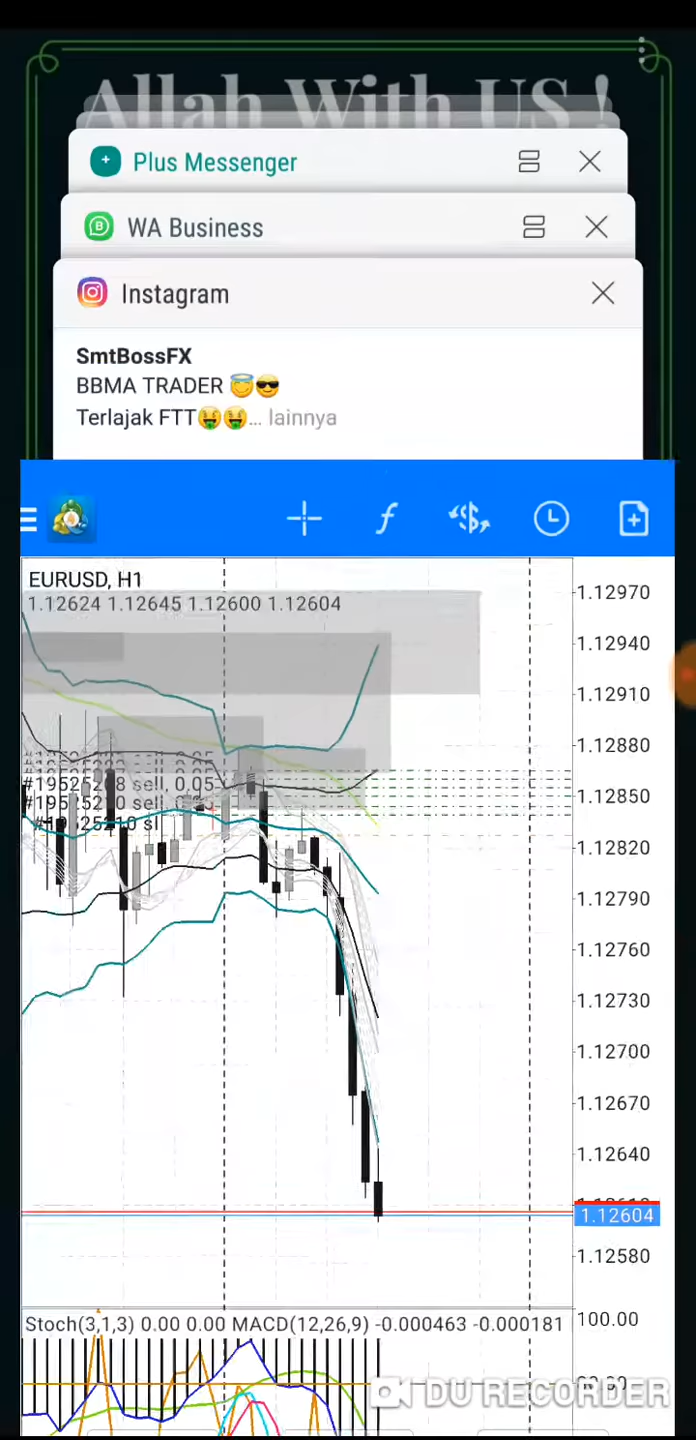 Allah With US !
Plus Messenger
WA Business
Instagram
SmtBossFX
BBMA TRADER 😇😎
Terlajak FTT🤑🤑... lainnya
EURUSD, H1
1.12624 1.12645 1.12600 1.12604
1.12970
1.12940
1.12910
1.12880
1.12850
1.12820
1.12790
1.12760
1.12730
1.12700
1.12670
1.12640
1.12604
1.12580
sell, 0.05
Stoch(3,1,3) 0.00 0.00 MACD(12,26,9) -0.000463 -0.000181
100.00
DU RECORDER